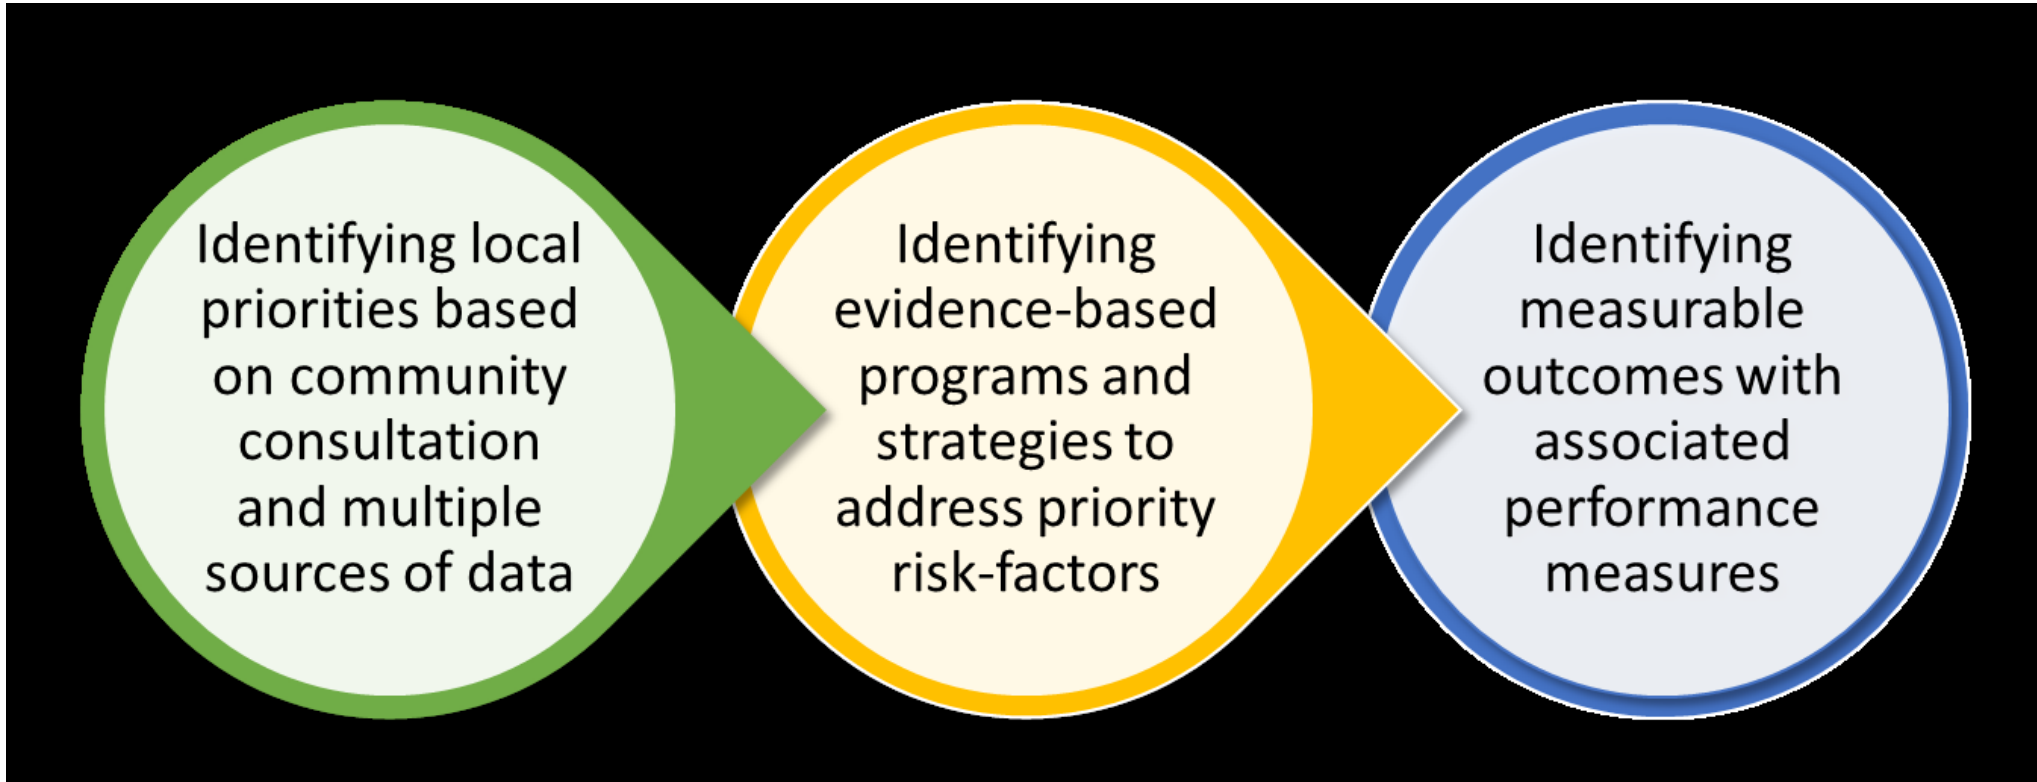 Identifying local
priorities based
on community
consultation
and multiple
sources of data
Identifying
evidence-based
programs and
strategies to
address priority
risk-factors
Identifying
measurable
outcomes with
associated
performance
measures